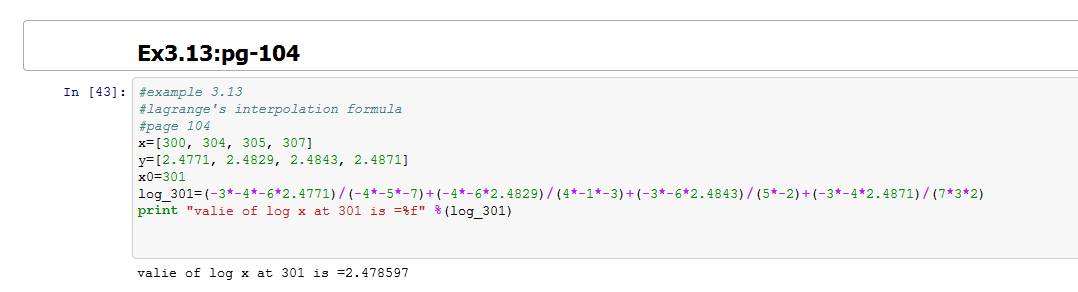 Ex3.13:pg-104
In [43]:
#example 3.13
#lagrange's interpolation formula
#page 104
x=[300, 304, 305, 307]
y=[2.4771, 2.4829, 2.4843, 2.4871]
x0=301
log_301=(-3*-4*-6*2.4771)/(-4*-5*-7)+(-4*-6*2.4829)/(4*-1*-3)+(-3*-6*2.4843)/(5*-2)+(-3*-4*2.4871)/(7*3*2)
print "valie of log x at 301 is =%f" %(log_301)
valie of log x at 301 is =2.478597